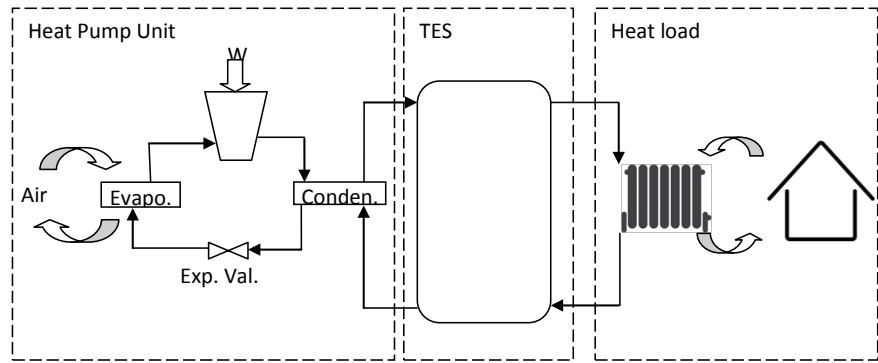 Heat Pump Unit
TES
Heat load
W
Air
Evapo.
Conden.
Exp. Val.